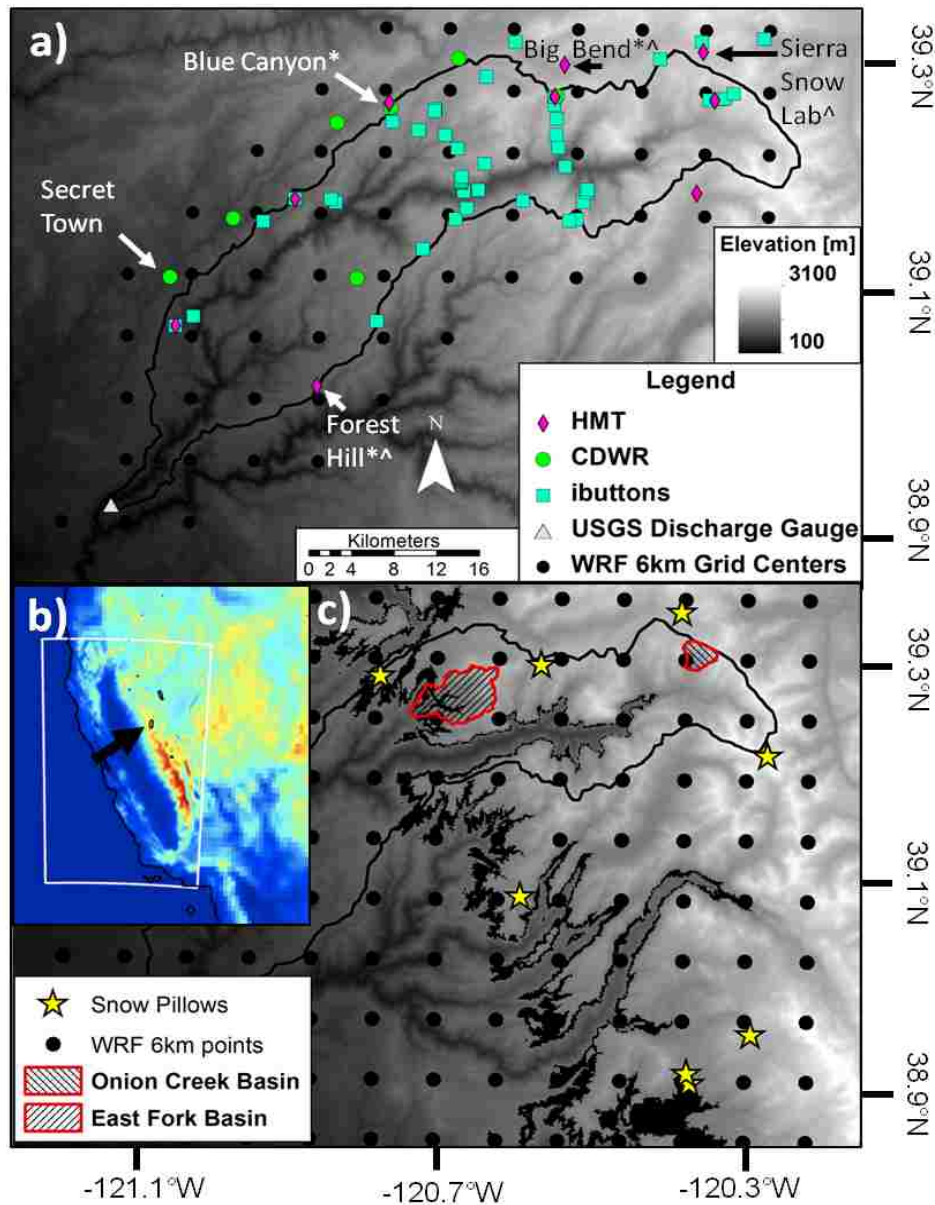 a)
Blue Canyon*
Big Bend*^
Sierra
Snow
Lab^
39.3°N
Secret
Town
Elevation [m]
3100
100
39.1°N
Forest
Hill*^
N
Legend
HMT
CDWR
ibuttons
USGS Discharge Gauge
WRF 6km Grid Centers
Kilometers
0 2 4 8 12 16
38.9°N
b)
c)
39.3°N
39.1°N
Snow Pillows
WRF 6km points
Onion Creek Basin
East Fork Basin
38.9°N
-121.1°W
-120.7°W
-120.3°W